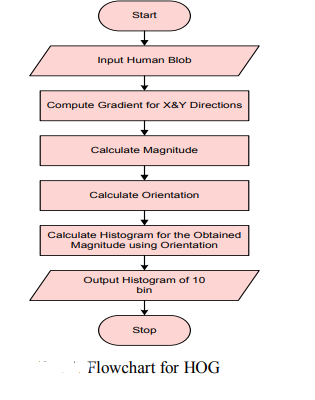 Start
Input Human Blob
Compute Gradient for X&Y Directions
Calculate Magnitude
Calculate Orientation
Calculate Histogram for the Obtained
Magnitude using Orientation
Output Histogram of 10
bin
Stop
Flowchart for HOG